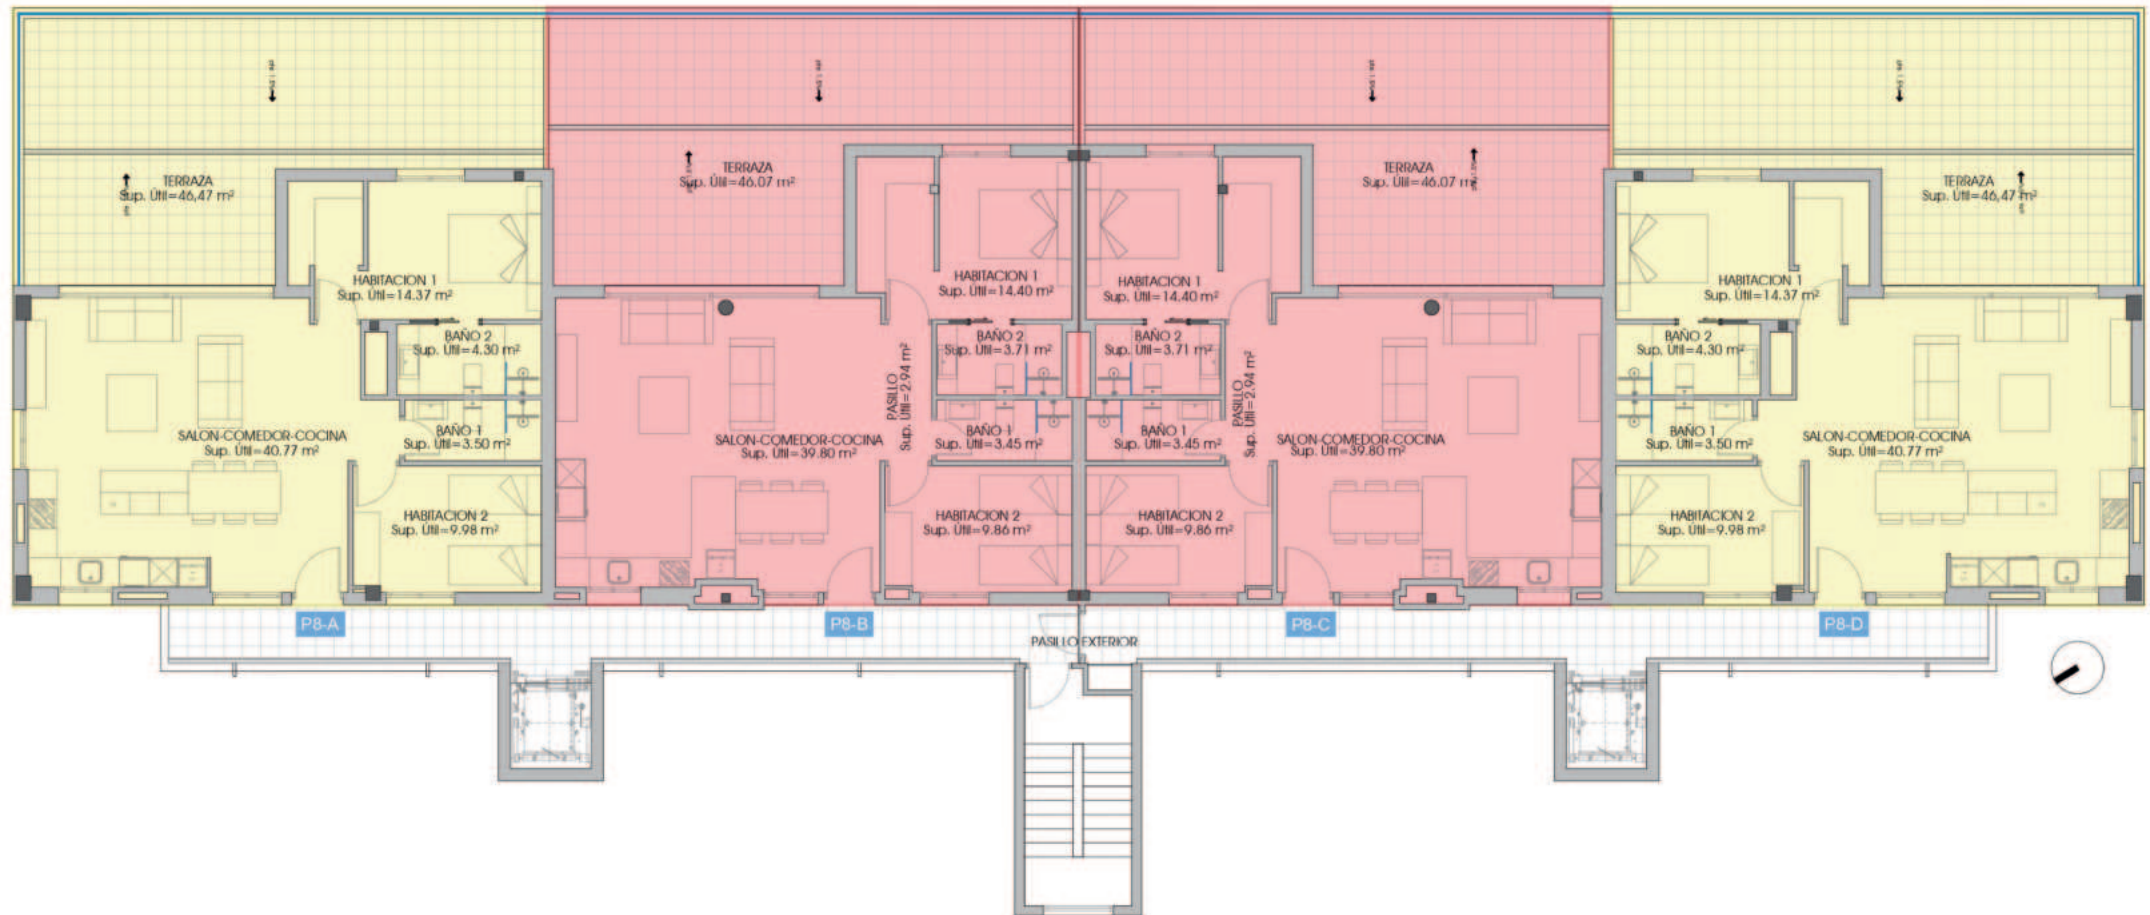 TERRAZA
Sup. Útil=46,47 m²
HABITACION 1
Sup. Útil=14.37 m²
BAÑO 2
Sup. Útil=4.30 m²
BAÑO 1
Sup. Útil=3.50 m²
SALON-COMEDOR-COCINA
Sup. Útil=40.77 m²
HABITACION 2
Sup. Útil=9.98 m²
P8-A
TERRAZA
Sup. Útil=46.07 m²
HABITACION 1
Sup. Útil=14.40 m²
BAÑO 2
Sup. Útil=3.71 m²
PASILLO
Sup. Útil=2.94 m²
BAÑO 1
Sup. Útil=3.45 m²
SALON-COMEDOR-COCINA
Sup. Útil=39.80 m²
HABITACION 2
Sup. Útil=9.86 m²
P8-B
TERRAZA
Sup. Útil=46.07 m²
HABITACION 1
Sup. Útil=14.40 m²
BAÑO 2
Sup. Útil=3.71 m²
PASILLO
Sup. Útil=2.94 m²
BAÑO 1
Sup. Útil=3.45 m²
SALON-COMEDOR-COCINA
Sup. Útil=39.80 m²
HABITACION 2
Sup. Útil=9.86 m²
P8-C
TERRAZA
Sup. Útil=46,47 m²
HABITACION 1
Sup. Útil=14.37 m²
BAÑO 2
Sup. Útil=4.30 m²
BAÑO 1
Sup. Útil=3.50 m²
SALON-COMEDOR-COCINA
Sup. Útil=40.77 m²
HABITACION 2
Sup. Útil=9.98 m²
P8-D
PASILLO EXTERIOR